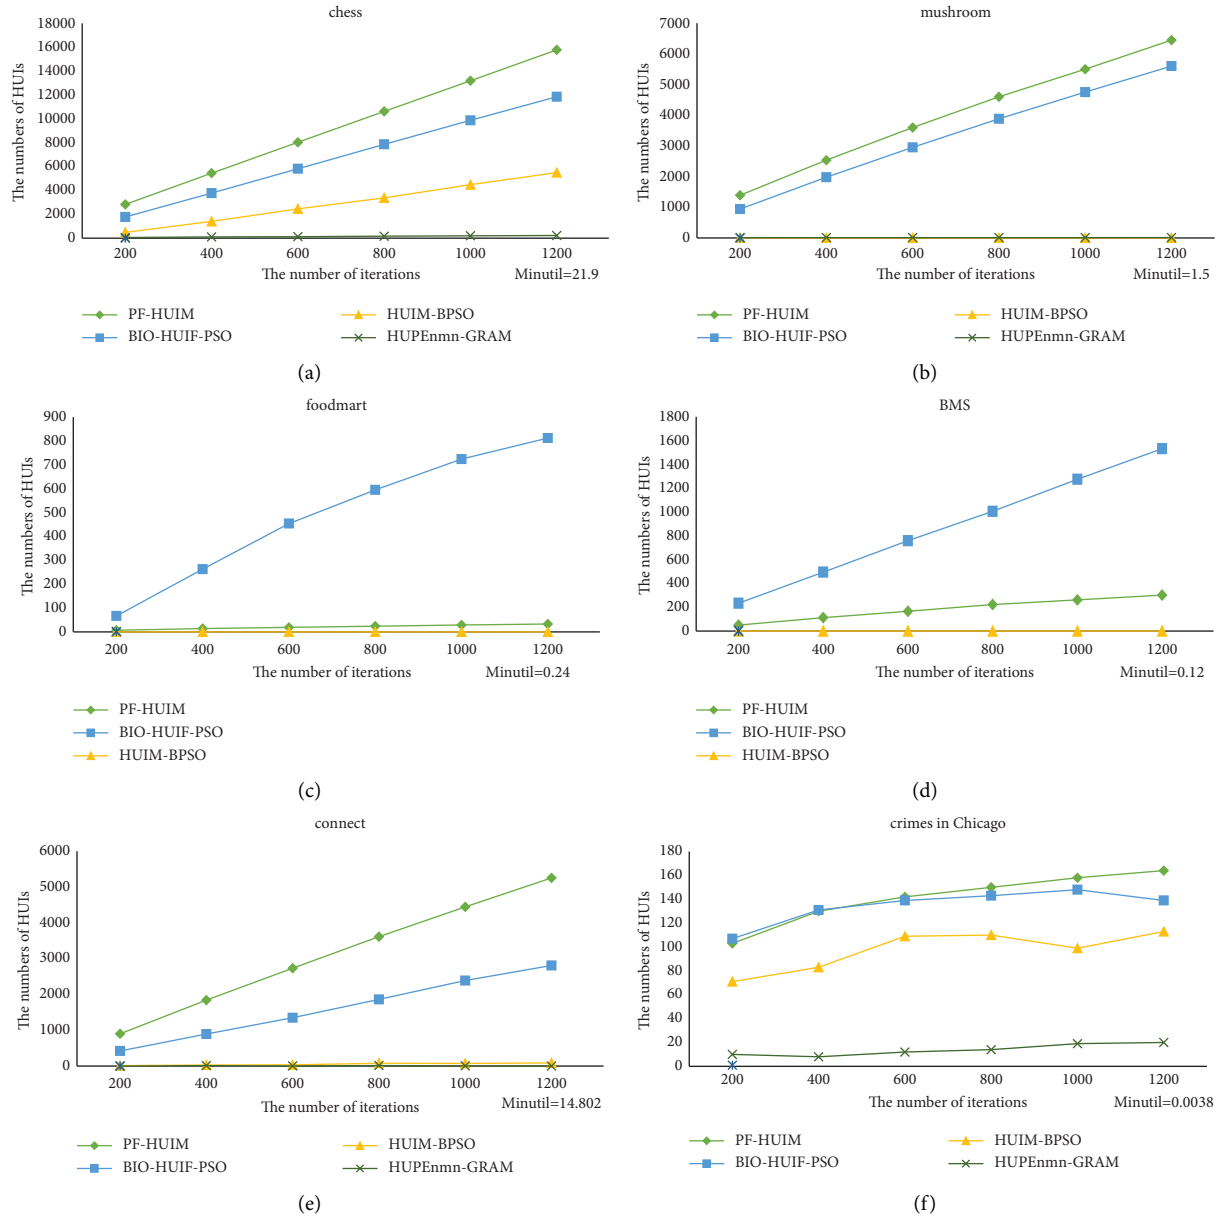 chess
The numbers of HUIs
18000
16000
14000
12000
10000
8000
6000
4000
2000
0
200 400 600 800 1000 1200
The number of iterations
Minutil=21.9
PF-HUIM
BIO-HUIF-PSO
HUIM-BPSO
HUPEnmn-GRAM
(a)
mushroom
The numbers of HUIs
7000
6000
5000
4000
3000
2000
1000
0
200 400 600 800 1000 1200
The number of iterations
Minutil=1.5
PF-HUIM
BIO-HUIF-PSO
HUIM-BPSO
HUPEnmn-GRAM
(b)
foodmart
The numbers of HUIs
900
800
700
600
500
400
300
200
100
0
200 400 600 800 1000 1200
The number of iterations
Minutil=0.24
PF-HUIM
BIO-HUIF-PSO
HUIM-BPSO
(c)
BMS
The numbers of HUIs
1800
1600
1400
1200
1000
800
600
400
200
0
200 400 600 800 1000 1200
The number of iterations
Minutil=0.12
PF-HUIM
BIO-HUIF-PSO
HUIM-BPSO
(d)
connect
The numbers of HUIs
6000
5000
4000
3000
2000
1000
0
200 400 600 800 1000 1200
The number of iterations
Minutil=14.802
PF-HUIM
BIO-HUIF-PSO
HUIM-BPSO
HUPEnmn-GRAM
(e)
crimes in Chicago
The numbers of HUIs
180
160
140
120
100
80
60
40
20
0
200 400 600 800 1000 1200
The number of iterations
Minutil=0.0038
PF-HUIM
BIO-HUIF-PSO
HUIM-BPSO
HUPEnmn-GRAM
(f)